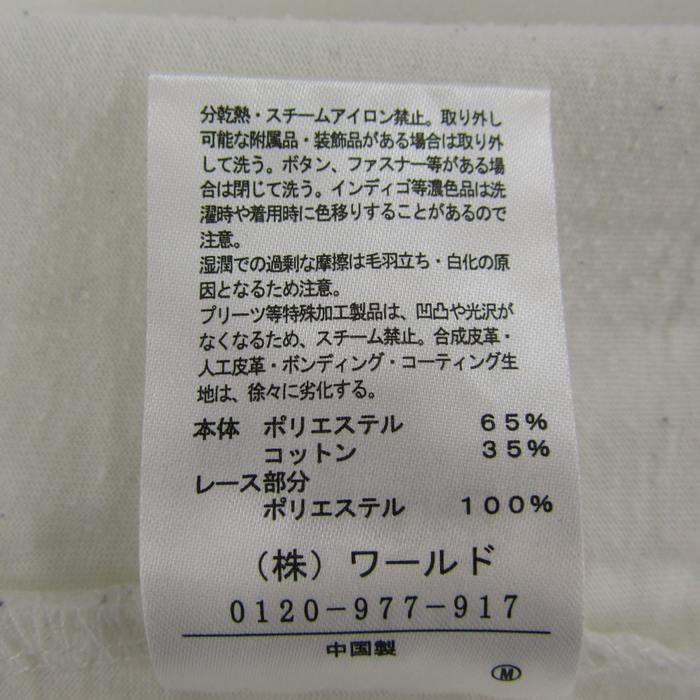 分乾熱・スチームアイロン禁止。取り外し
可能な附属品・装飾品がある場合は取り外
して洗う。ボタン、ファスナー等がある場
合は閉じて洗う。インディゴ等濃色品は洗
濯時や着用時に色移りすることがあるので
注意。
湿潤での過剰な摩擦は毛羽立ち・白化の原
因となるため注意。
プリーツ等特殊加工製品は、凹凸や光沢が
なくなるため、スチーム禁止。合成皮革・
人工皮革・ボンディング・コーティング生
地は、徐々に劣化する。
本体 ポリエステル 65%
コットン 35%
レース部分
ポリエステル 100%
(株) ワールド
0120-977-917
中国製
M